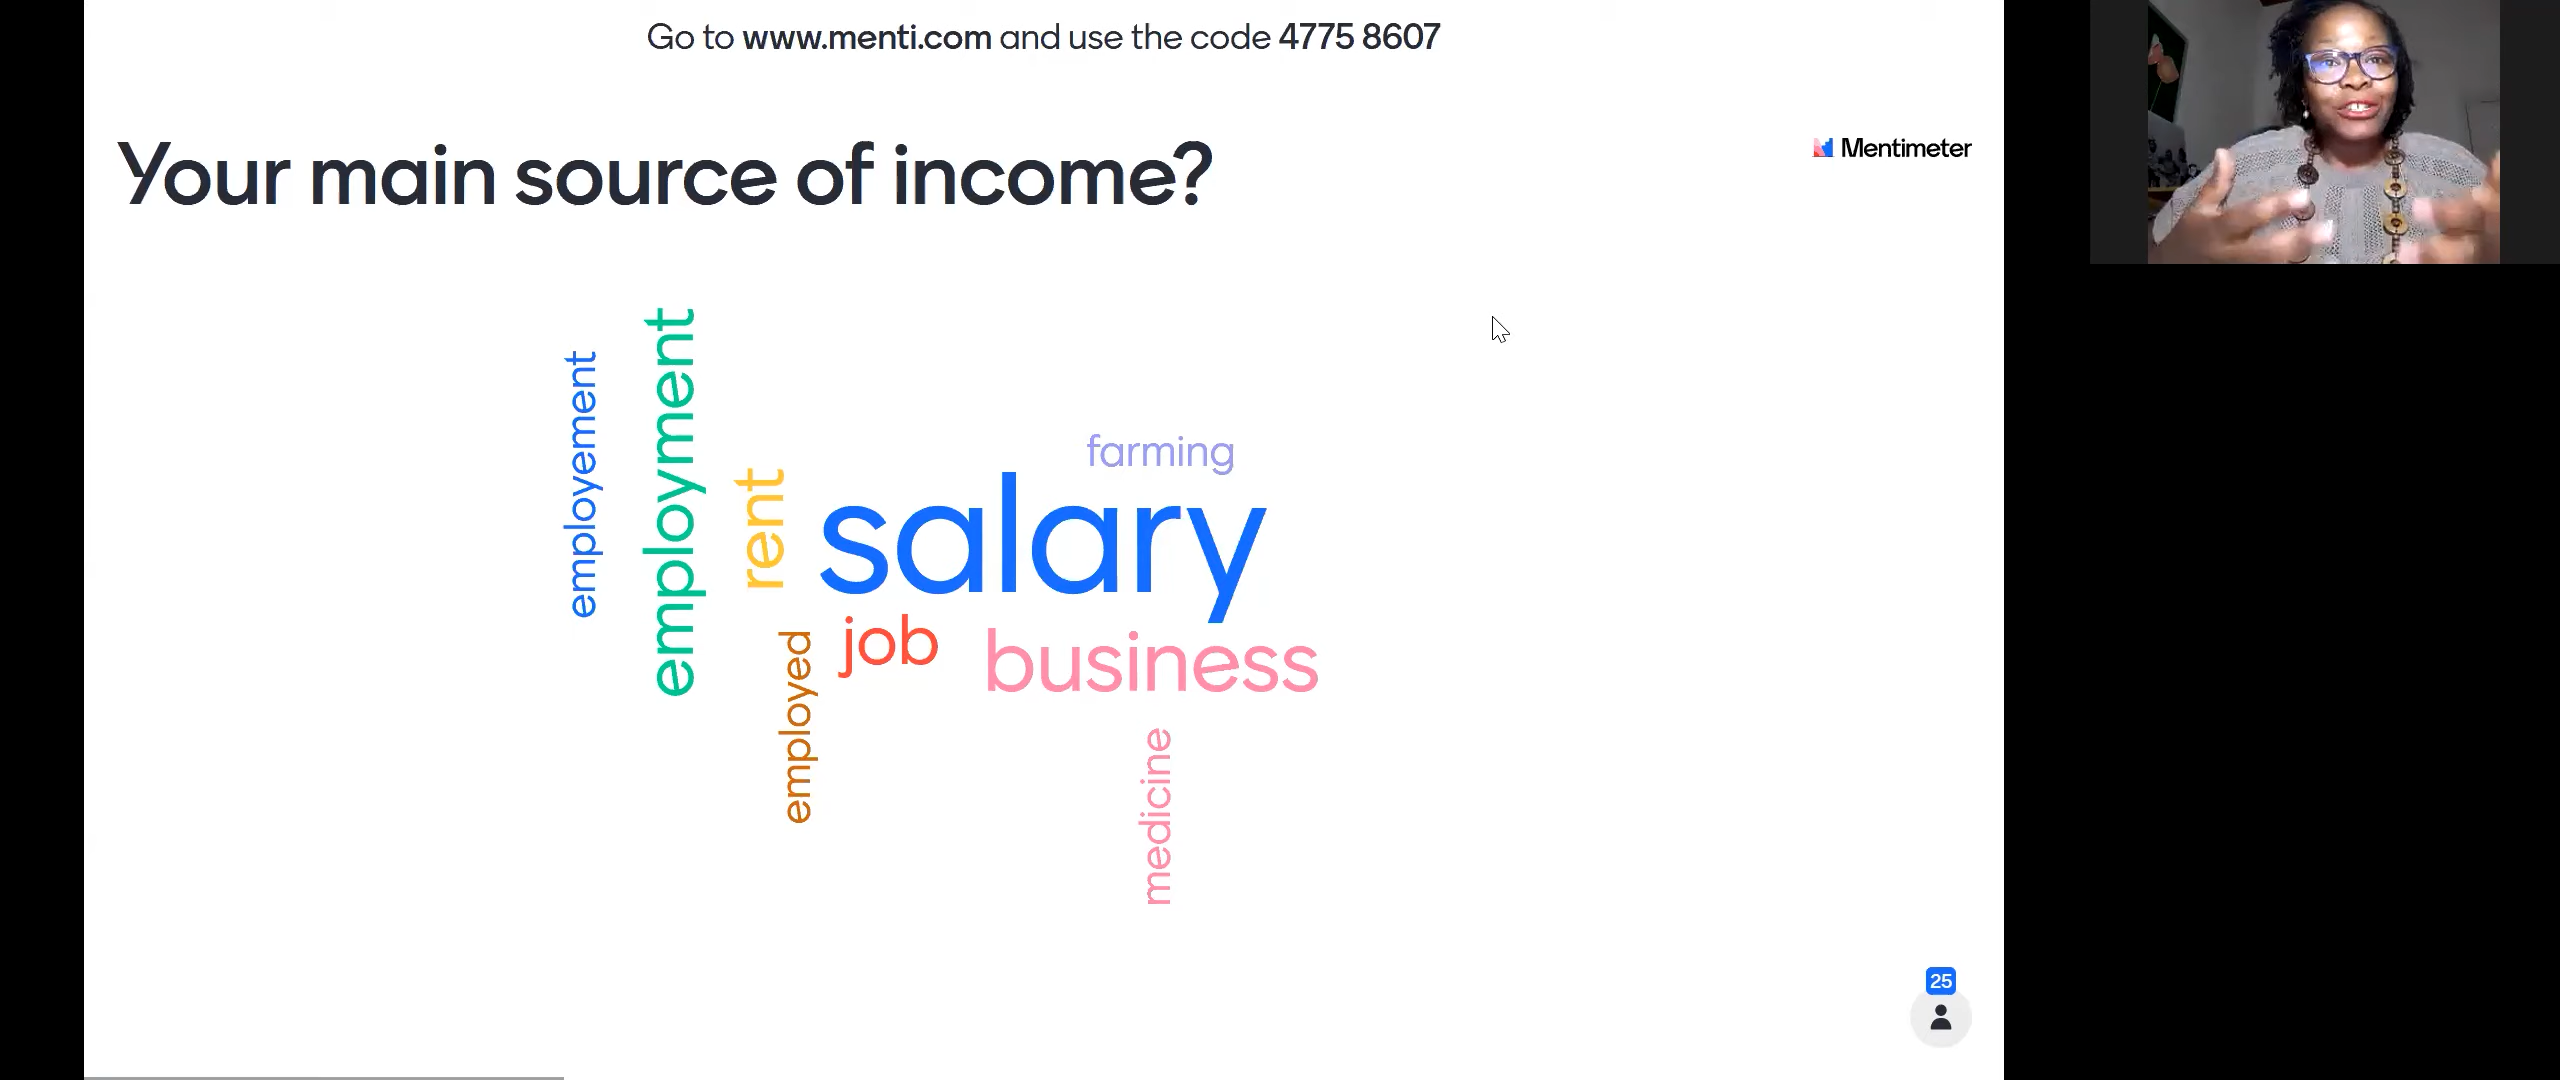 Go to www.menti.com and use the code 4775 8607
Your main source of income?
Mentimeter
employement
employment
rent
farming
salary
job
business
employed
medicine
25